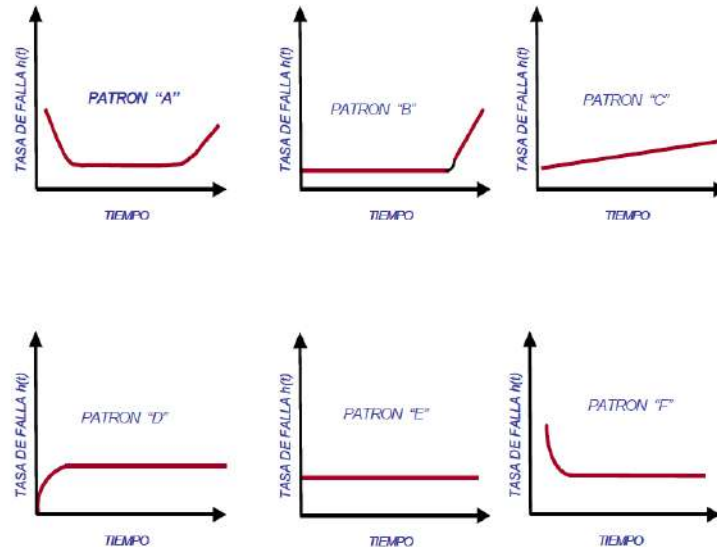 TASA DE FALLA h(t)
PATRON "A"
TIEMPO
TASA DE FALLA h(t)
PATRON "B"
TIEMPO
TASA DE FALLA h(t)
PATRON "C"
TIEMPO
TASA DE FALLA h(t)
PATRON "D"
TIEMPO
TASA DE FALLA h(t)
PATRON "E"
TIEMPO
TASA DE FALLA h(t)
PATRON "F"
TIEMPO